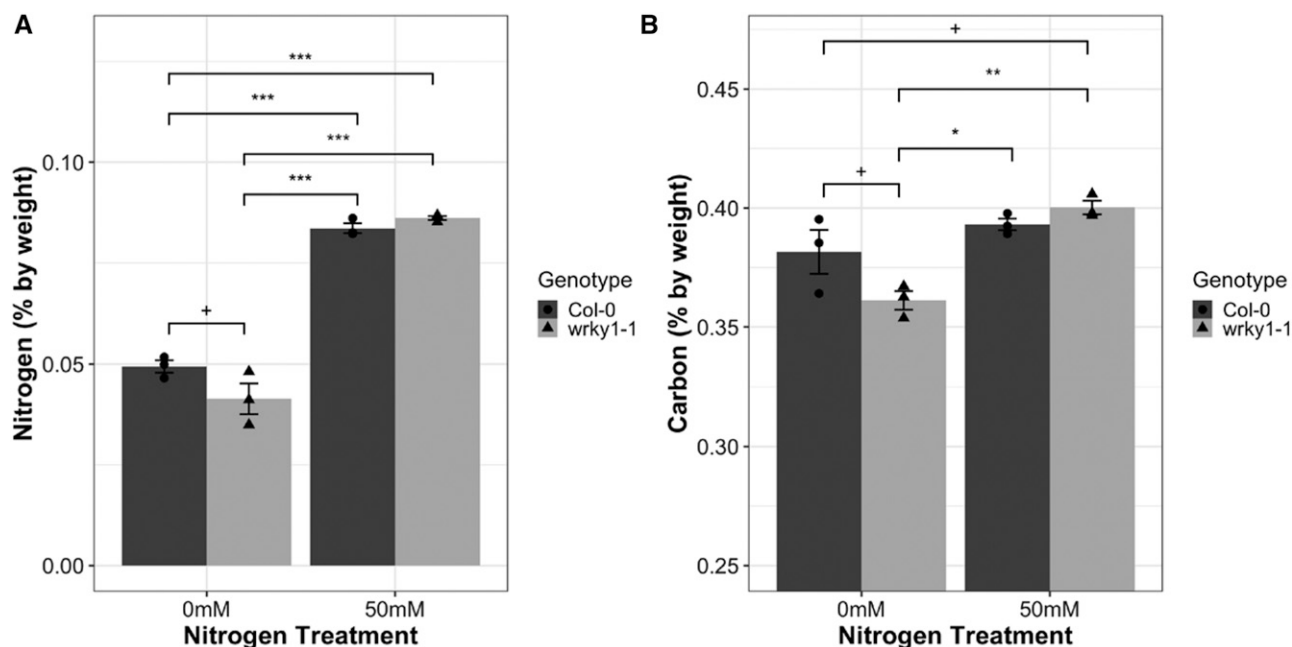 A
***
***
***
0.10
***
+
0.05
0.00
0mM
50mM
Nitrogen Treatment
Nitrogen (% by weight)
Genotype
Col-0
wrky1-1
B
+
0.45
**
*
+
0.40
0.35
0.30
0.25
0mM
50mM
Nitrogen Treatment
Carbon (% by weight)
Genotype
Col-0
wrky1-1